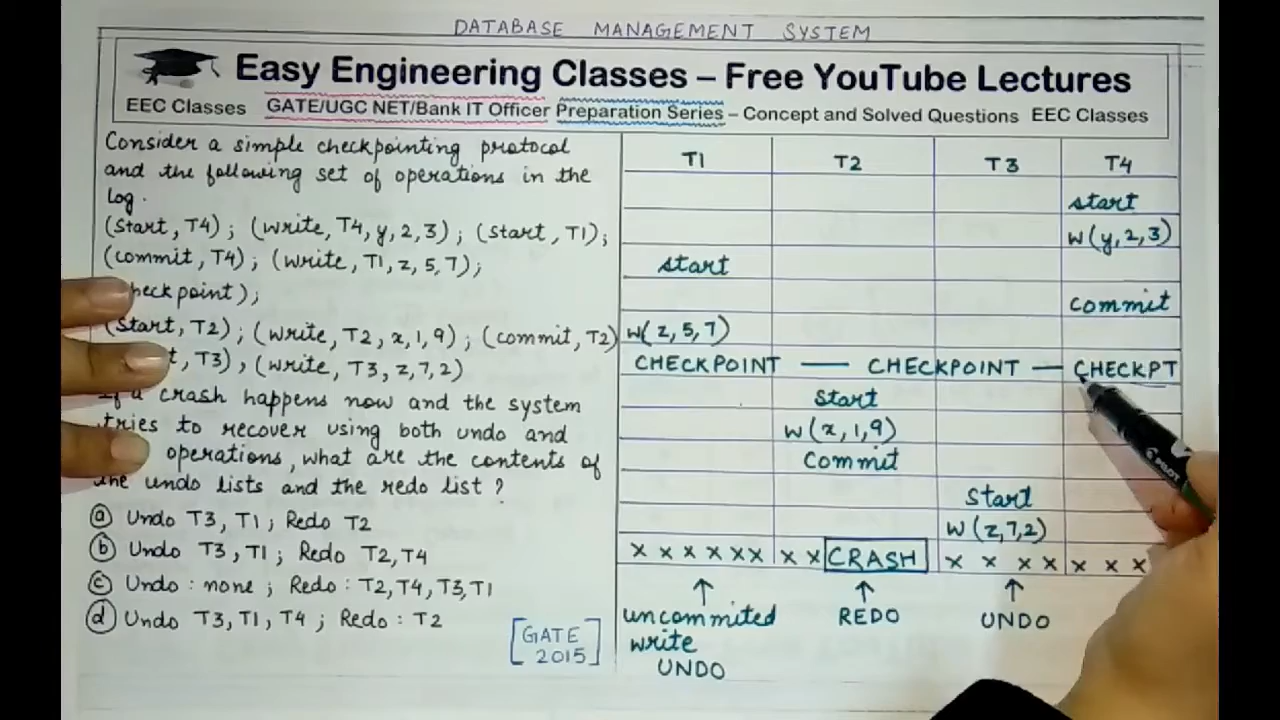 DATABASE MANAGEMENT SYSTEM
Easy Engineering Classes – Free YouTube Lectures
EEC Classes GATE/UGC NET/Bank IT Officer Preparation Series – Concept and Solved Questions EEC Classes
Consider a simple checkpointing protocol
and the following set of operations in the
log.
(Start, T4); (write, T4, y, 2, 3); (start, T1);
(commit, T4); (write, T1, z, 5, 7);
heckpoint);
(Start, T2); (write, T2, x, 1, 9); (commit, T2)
t, T3), (write, T3, z, 7, 2)
If a crash happens now and the system
tries to recover using both undo and
operations, what are the contents of
the undo lists and the redo list ?
(a) Undo T3, T1; Redo T2
(b) Undo T3, T1; Redo T2, T4
(c) Undo : none ; Redo : T2, T4, T3, T1
(d) Undo T3, T1, T4 ; Redo : T2
[GATE
2015]
T1 T2 T3 T4
start
W(y, 2, 3)
start
commit
W(z, 5, 7)
CHECKPOINT — CHECKPOINT — CHECKPT
Start
W(x, 1, 9)
Commit
Start
W(z, 7, 2)
x x x x x x x x CRASH x x x x x x x
↑ ↑ ↑
uncommited REDO UNDO
write
UNDO
PILOT